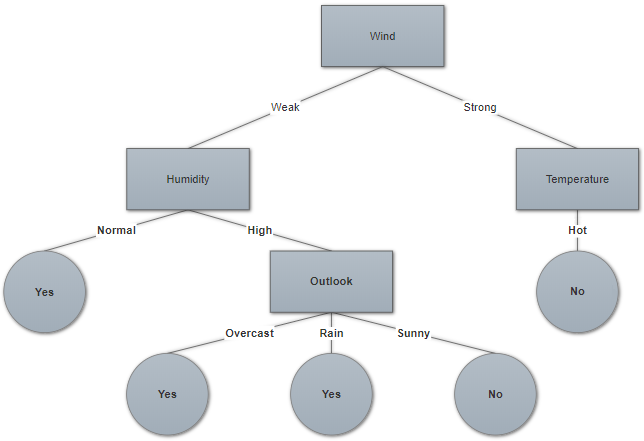 Wind
Weak
Strong
Humidity
Temperature
Normal
High
Hot
Yes
Outlook
No
Overcast
Rain
Sunny
Yes
Yes
No